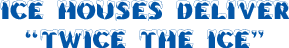 ICE HOUSES DELIVER
“TWICE THE ICE”